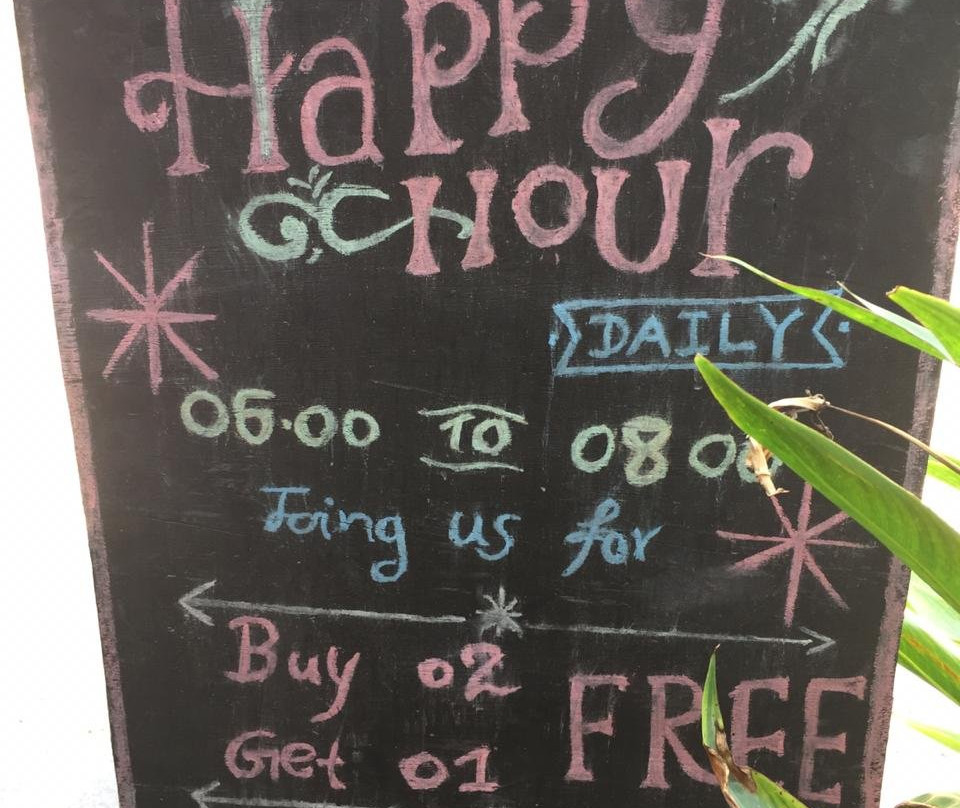 Happy
Hour
DAILY
06.00 TO 08 00
Joing us for
Buy 02
Get 01 FREE